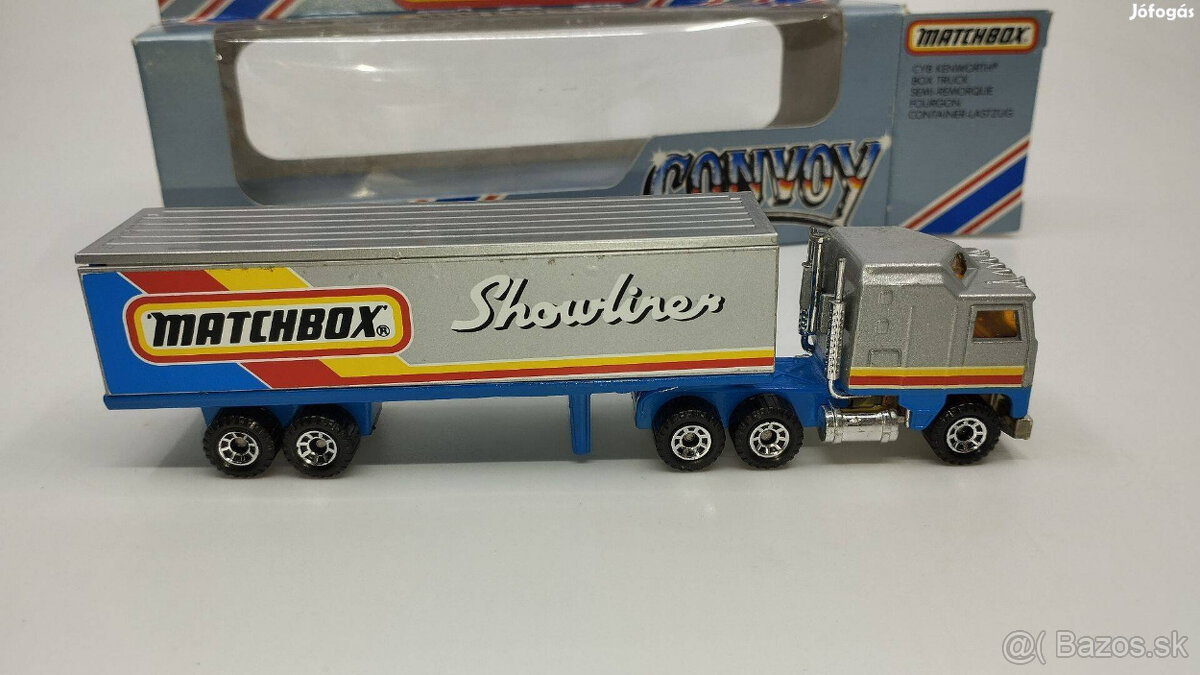 Jófogás
MATCHBOX
CY8 KENWORTH®
BOX TRUCK
SEMI-REMORQUE
FOURGON
CONTAINER-LASTZUG
CONVOY
MATCHBOX®
Showliner
@( Bazos.sk